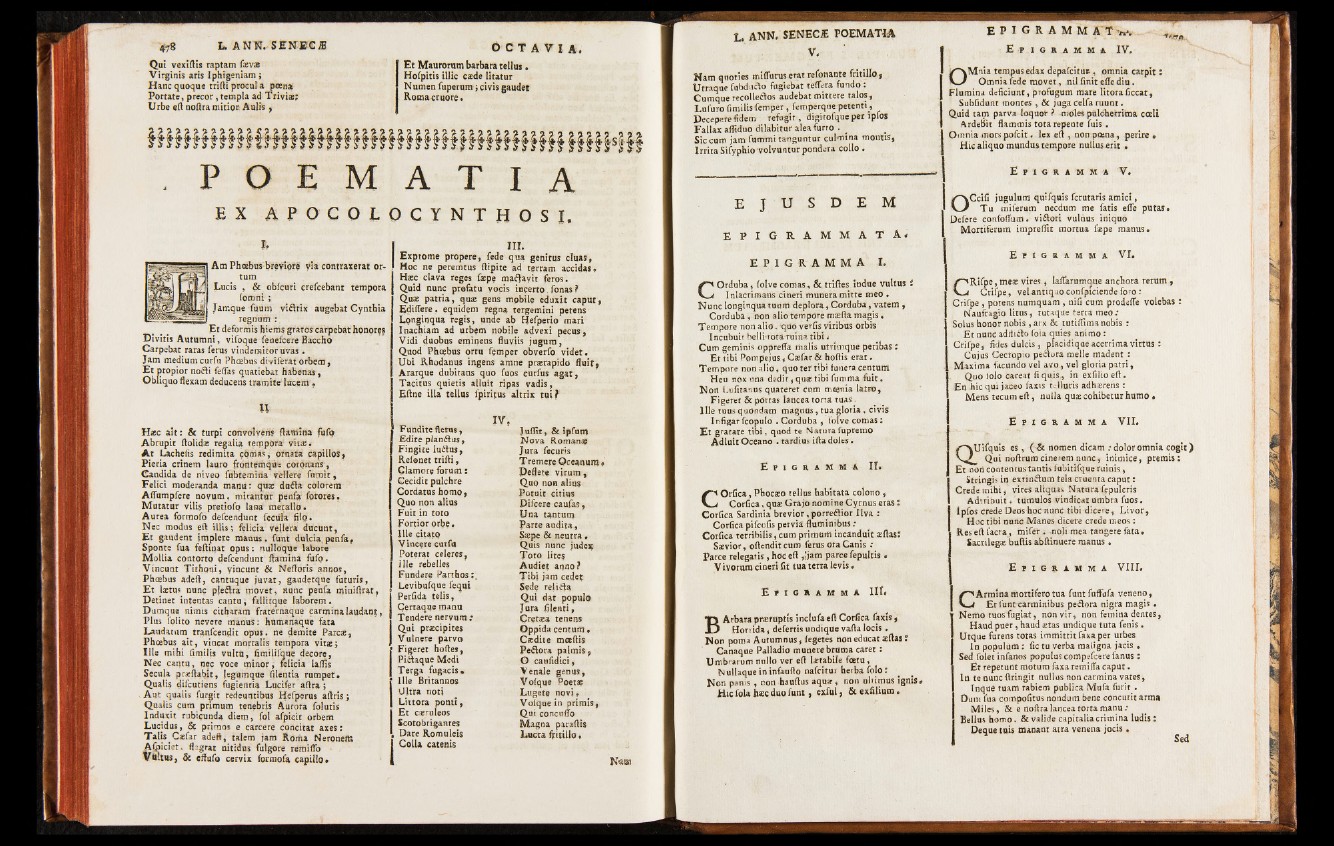 478 L. ANN. SENECÆ OCTAVIA.
Qui vexiſtis raptam ſævæ
Virginis aris Iphigeniam;
Hanc quoque triſti procul a pœna
Portate, precor, templa ad Triviæ:
Urbe eſt noſtra mitior Aulis,
Et Maurorum barbara tellus.
Hoſpitis illic cæde litatur
Numen ſuperum; civis gaudet
Roma cruore.
POEMATIA
EX APOCOLOCYNTHOSI.
I.
IAm Phœbus breviore via contraxerat or-
tum
Lucis, & obſcuri creſcebant tempora
ſomni;
Jamque ſuum victrix augebat Cynthia
regnum:
Et deformis hiems gratos carpebat honores
Divitis Autumni, viſoque ſeneſcere Baccho
Carpebat raras ſerus vindemitor uvas.
Jam medium curſu Phœbus diviſerat orbem,
Et propior nocti feſſas quatiebat habenas,
Obliquo flexam deducens tramite lucem.
II
Hæc ait: & turpi convolvens ſtamina fuſo
Abrupit ſtolidæ regalia tempora vitæ.
At Lacheſis redimita comas, ornata capillos,
Pieria crinem lauro frontemque coronans,
Candida de niveo ſubtemina vellere ſumit,
Felici moderanda manu: quæ ducta colorem
Aſſumpſere novum. mirantur penſa ſorores.
Mutatur vilis pretioſo lana metallo.
Aurea formoſo deſcendunt ſecula filo.
Nec modus eſt illis; felicia vellera ducunt,
Et gaudent implere manus. ſunt dulcia penſa,
Sponte ſua feſtinat opus: nulloque labore
Mollia contorto deſcendunt ſtamina fuſo.
Vincunt Tithoni, vincunt & Neſtoris annos,
Phœbus adeſt, cantuque juvat, gaudetque futuris,
Et lætus nunc plectra movet, nunc penſa miniſtrat,
Detinet intentas cantu, fallitque laborem.
Dumque nimis citharam fraternaque carmina laudant,
Plus ſolito nevere manus: humanaque fata
Laudatum tranſcendit opus. ne demite Parcæ,
Phœbus ait, vincat mortalis tempora vitæ;
Ille mihi ſimilis vultu, ſimiliſque decore,
Nec cantu, nec voce minor, felicia laſſis
Secula præſtabit, legumque ſilentia rumpet.
Qualis diſcutiens fugientia Lucifer aſtra;
Aut qualis ſurgit redeuntibus Heſperus aſtris;
Qualis cum primum tenebris Aurora ſolutis
Induxit rubicunda diem, ſol aſpicit orbem
Lucidus, & primos e carcere concitat axes:
Talis Cæſar adeſt, talem jam Roma Neronem
Aſpiciet. flagrat nitidus fulgore remiſſo
Vultus, & effuſo cervix formoſa capillo.
III.
Exprome propere, ſede qua genitus cluas,
Hoc ne peremtus ſtipite ad terram accidas.
Hæc clava reges ſæpe mactavit feros.
Quid nunc profatu vocis incerto ſonas?
Quæ patria, quæ gens mobile eduxit caput,
Ediſſere. equidem regna tergemini petens
Longinqua regis, unde ab Heſperio mari
Inachiam ad urbem nobile advexi pecus,
Vidi duobus eminens fluviis jugum,
Quod Phœbus ortu ſemper obverſo videt.
Ubi Rhodanus ingens amne prærapido fluit,
Ararque dubitans quo ſuos curſus agat,
Tacitus quietis alluit ripas vadis,
Eſtne illa tellus ſpiritus altrix tui?
IV.
Fundite fletus,
Edite planctus,
Fingite luctus,
Reſonet triſti,
Clamore forum:
Cecidit pulchre
Cordatus homo,
Quo non alius
Fuit in toto
Fortior orbe.
Ille citato
Vincere curſu
Poterat celeres,
ille rebelles
Fundere Parthos:
Levibuſque ſequi
Perſida telis,
Certaque manu
Tendere nervum:
Qui præcipites
Vulnere parvo
Figeret hoſtes,
Pictaque Medi
Terga fugacis.
Ille Britannos
Ultra noti
Littora ponti,
Et cæruleos
Scotobrigantes
Dare Romuleis
Colla catenis
Juſſit, & ipſum
Nova Romanæ
Jura ſecuris
Tremere Oceanum.
Deflete virum,
Quo non alius
Potuit citius
Diſcere cauſas,
Una tantum
Parte audita,
Sæpe & neutra.
Quis nunc judex
Toto lites
Audiet anno?
Tibi jam cedet
Sede relicta
Qui dat populo
Jura ſilenti,
Cretæa tenens
Oppida centum.
Cædite mœſtis
Pectora palmis,
O cauſidici,
Venale genus,
Voſque Poetæ
Lugete novi,
Voſque in primis,
Qui concuſſo
Magna paraſtis
Lucra fritillo.
Nam
L. ANN. SENECÆ POEMATIA
V.
Nam quoties miſſurus erat reſonante fritillo,
Utraque ſubducto fugiebat teſſera fundo:
Cumque recollectos audebat mittere talos,
Luſuro ſimilis ſemper, ſemperque petenti,
Decepere fidem refugit, digitoſque per ipſos
Fallax aſſiduo dilabitur alea furto.
Sic cum jam ſummi tanguntur culmina montis,
Irrita Siſyphio volvuntur pondera collo.
EJUSDEM
EPIGRAMMATA.
EPIGRAMMA I.
COrduba, ſolve comas, & triſtes indue vultus:
Inlacrimans cineri munera mitte meo.
Nunc longinqua tuum deplora, Corduba, vatem,
Corduba, non alio tempore mæſta magis.
Tempore non alio, quo verſis viribus orbis
Incubuit belli tota ruina tibi.
Cum geminis oppreſſa malis utrimque peribas:
Et tibi Pompejus, Cæſar & hoſtis erat.
Tempore non alio, quo ter tibi funera centum
Heu nox una dedit, quæ tibi ſumma fuit.
Non Luſitanus quateret cum mœnia latro,
Figeret & portas lancea torta tuas.
Ille tuus quondam magnus, tua gloria, civis
Infigar ſcopulo. Corduba, ſolve comas:
Et gratare tibi, quod te Natura ſupremo
Adluit Oceano. tardius iſta doles.
EPIGRAMMA II.
COrſica, Phocæo tellus habitata colono,
Corſica, quæ Grajo nomine Cyrnus eras:
Corſica Sardinia brevior, porrectior Ilva:
Corſica piſcoſis pervia fluminibus:
Corſica terribilis, cum primum incanduit æſtas:
Sævior, oſtendit cum ferus ora Canis:
Parce relegatis, hoc eſt, jam parce ſepultis.
Vivorum cineri ſit tua terra levis.
EPIGRAMMA III.
BArbara præruptis incluſa eſt Corſica ſaxis,
Horrida, deſertis undique vaſta locis.
Non poma Autumnus, ſegetes non educat æſtas:
Canaque Palladio munere bruma caret:
Umbrarum nullo ver eſt lætabile fœtu,
Nullaque in infauſto naſcitur herba ſolo:
Non panis, non hauſtus aquæ, non ultimus ignis.
Hic ſola hæc duo ſunt, exſul, & exſilium.
EPIGRAMMAT
EPIGRAMMA IV.
OMnia tempus edax depaſcitur, omnia carpit:
Omnia ſede movet, nil ſinit eſſe diu.
Flumina deficiunt, profugum mare litora ſiccat,
Subſidunt montes, & juga celſa ruunt.
Quid tam parva loquor? moles pulcherrima cœli
Ardebit flammis tota repente ſuis.
Omnia mors poſcit. lex eſt, non pœna, perire.
Hic aliquo mundus tempore nullus erit.
EPIGRAMMA V.
OCciſi jugulum quiſquis ſcrutaris amici,
Tu miſerum necdum me ſatis eſſe putas.
Deſere confoſſum. victori vulnus iniquo
Mortiferum impreſſit mortua ſæpe manus.
EPIGRAMMA VI.
CRiſpe, meæ vires, laſſarumque anchora rerum,
Criſpe, vel antiquo conſpiciende foro:
Criſpe, potens numquam, niſi cum prodeſſe volebas:
Naufragio litus, tutaque terra meo:
Solus honor nobis, arx & tutiſſima nobis:
Et nunc adflicto ſola quies animo:
Criſpe, fides dulcis, placidique acerrima virtus:
Cujus Cecropio pectora melle madent:
Maxima facundo vel avo, vel gloria patri,
Quo ſolo careat ſi quis, in exſilio eſt.
En hic qui jaceo ſaxis telluris adhærens:
Mens tecum eſt, nulla quæ cohibetur humo.
EPIGRAMMA VII.
QUiſquis es, (& nomen dicam: dolor omnia cogit)
Qui noſtrum cinerem nunc, inimice, premis:
Et non contentus tantis ſubitiſque ruinis,
Stringis in extinctum tela cruenta caput:
Crede mihi, vires aliquas Natura ſepulcris
Adtribuit. tumulos vindicat umbra ſuos.
Ipſos crede Deos hoc nunc tibi dicere, Livor,
Hoc tibi nunc Manes dicere crede meos:
Res eſt ſacra, miſer. noli mea tangere fata.
Sacrilegæ buſtis abſtinuere manus.
EPIGRAMMA VIII.
CArmina mortifero tua ſunt ſuffuſa veneno,
Et ſunt carminibus pectora nigra magis.
Nemo tuos fugiat, non vir, non femina dentes,
Haud puer, haud ætas undique tuta ſenis.
Utque furens totas immittit ſaxa per urbes
In populum: ſic tu verba maligna jacis.
Sed ſolet inſanos populus compeſcere ſanus:
Et repetunt motum ſaxa remiſſa caput.
In te nunc ſtringit nullus non carmina vates,
Inque tuam rabiem publica Muſa furit.
Dum ſua compoſitus nondum bene concutit arma
Miles, & e noſtra lancea torta manu:
Bellus homo. & valide capitalia crimina ludis:
Deque tuis manant atra venena jocis.
Sed